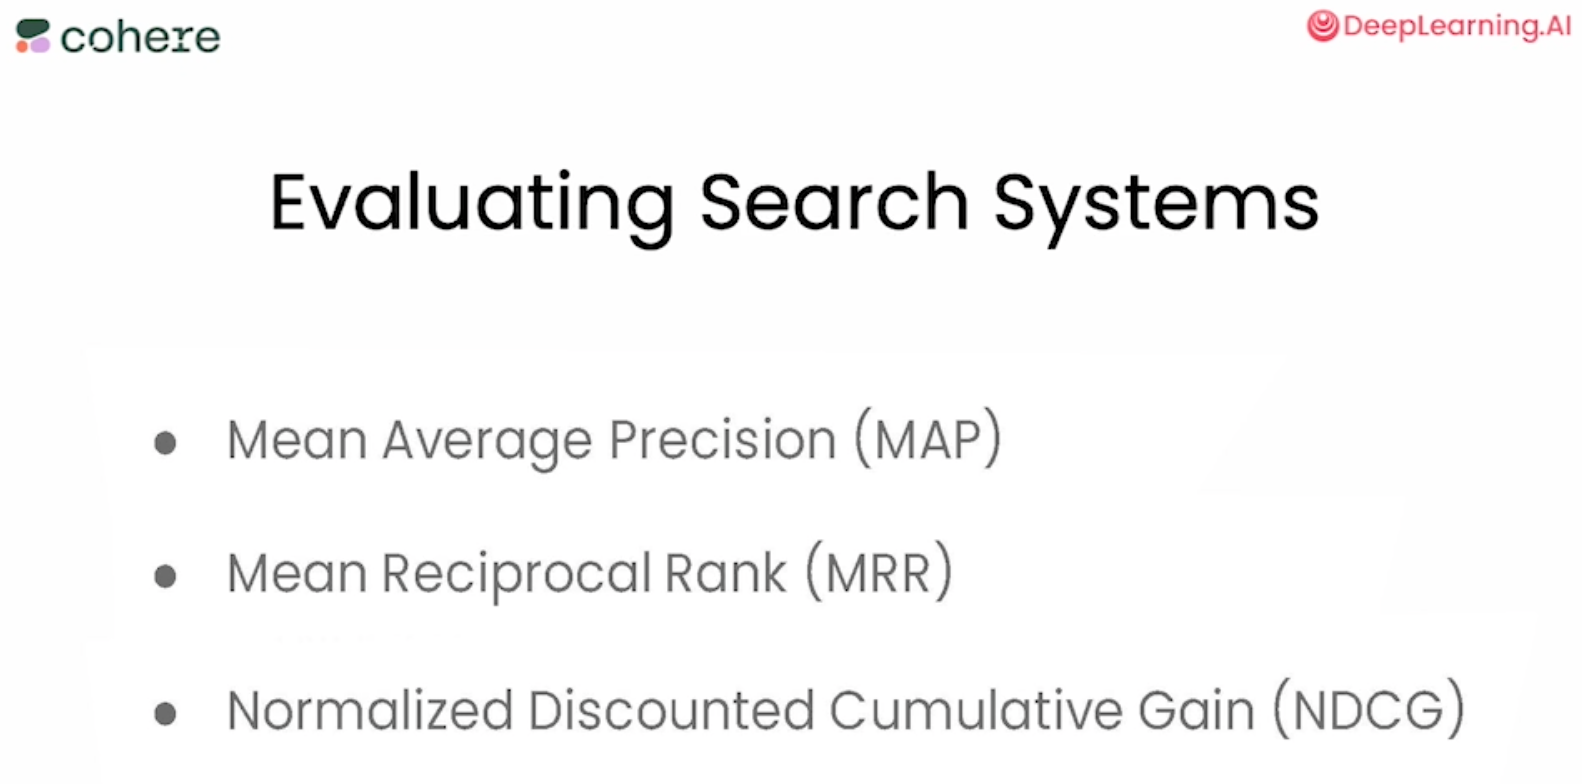 cohere
DeepLearning.AI
Evaluating Search Systems
● Mean Average Precision (MAP)
● Mean Reciprocal Rank (MRR)
● Normalized Discounted Cumulative Gain (NDCG)